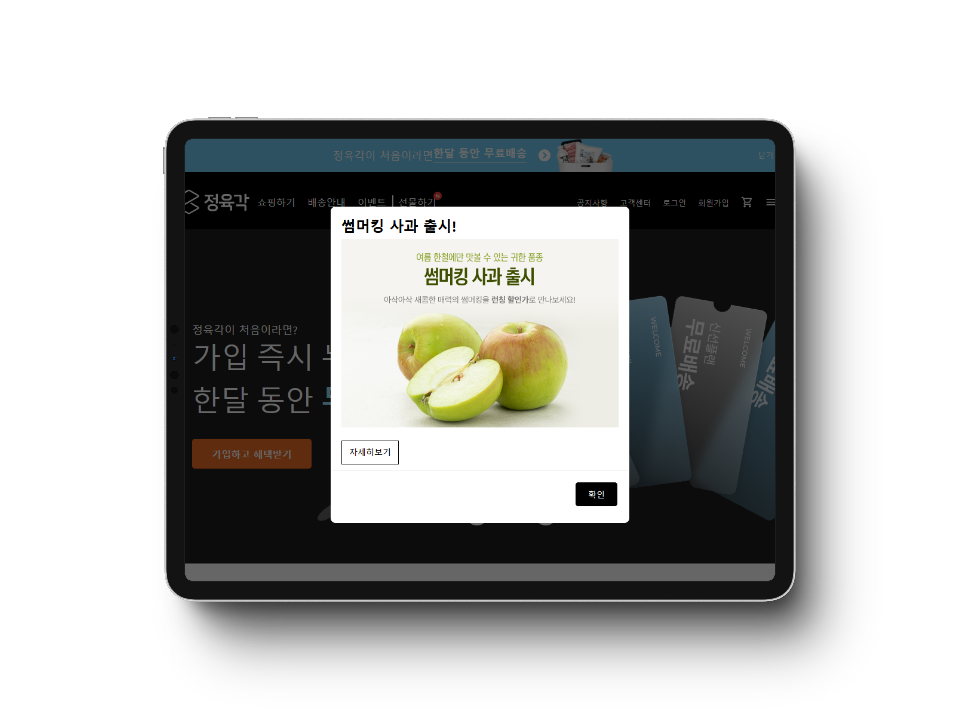 정육각이 처음이라면 한달 동안 무료배송
닫기
정육각 쇼핑하기 배송안내 이벤트 선물하기
공지사항 고객센터 로그인 회원가입
썸머킹 사과 출시!
여름 한철에만 맛볼 수 있는 귀한 품종
썸머킹 사과 출시
아삭아삭 새콤한 매력의 썸머킹을 런칭 할인가로 만나보세요!
자세히보기
확인
정육각이 처음이라면?
가입 즉시
한달 동안
가입하고 혜택받기
WELCOME
신선플랜
무료배송
WELCOME